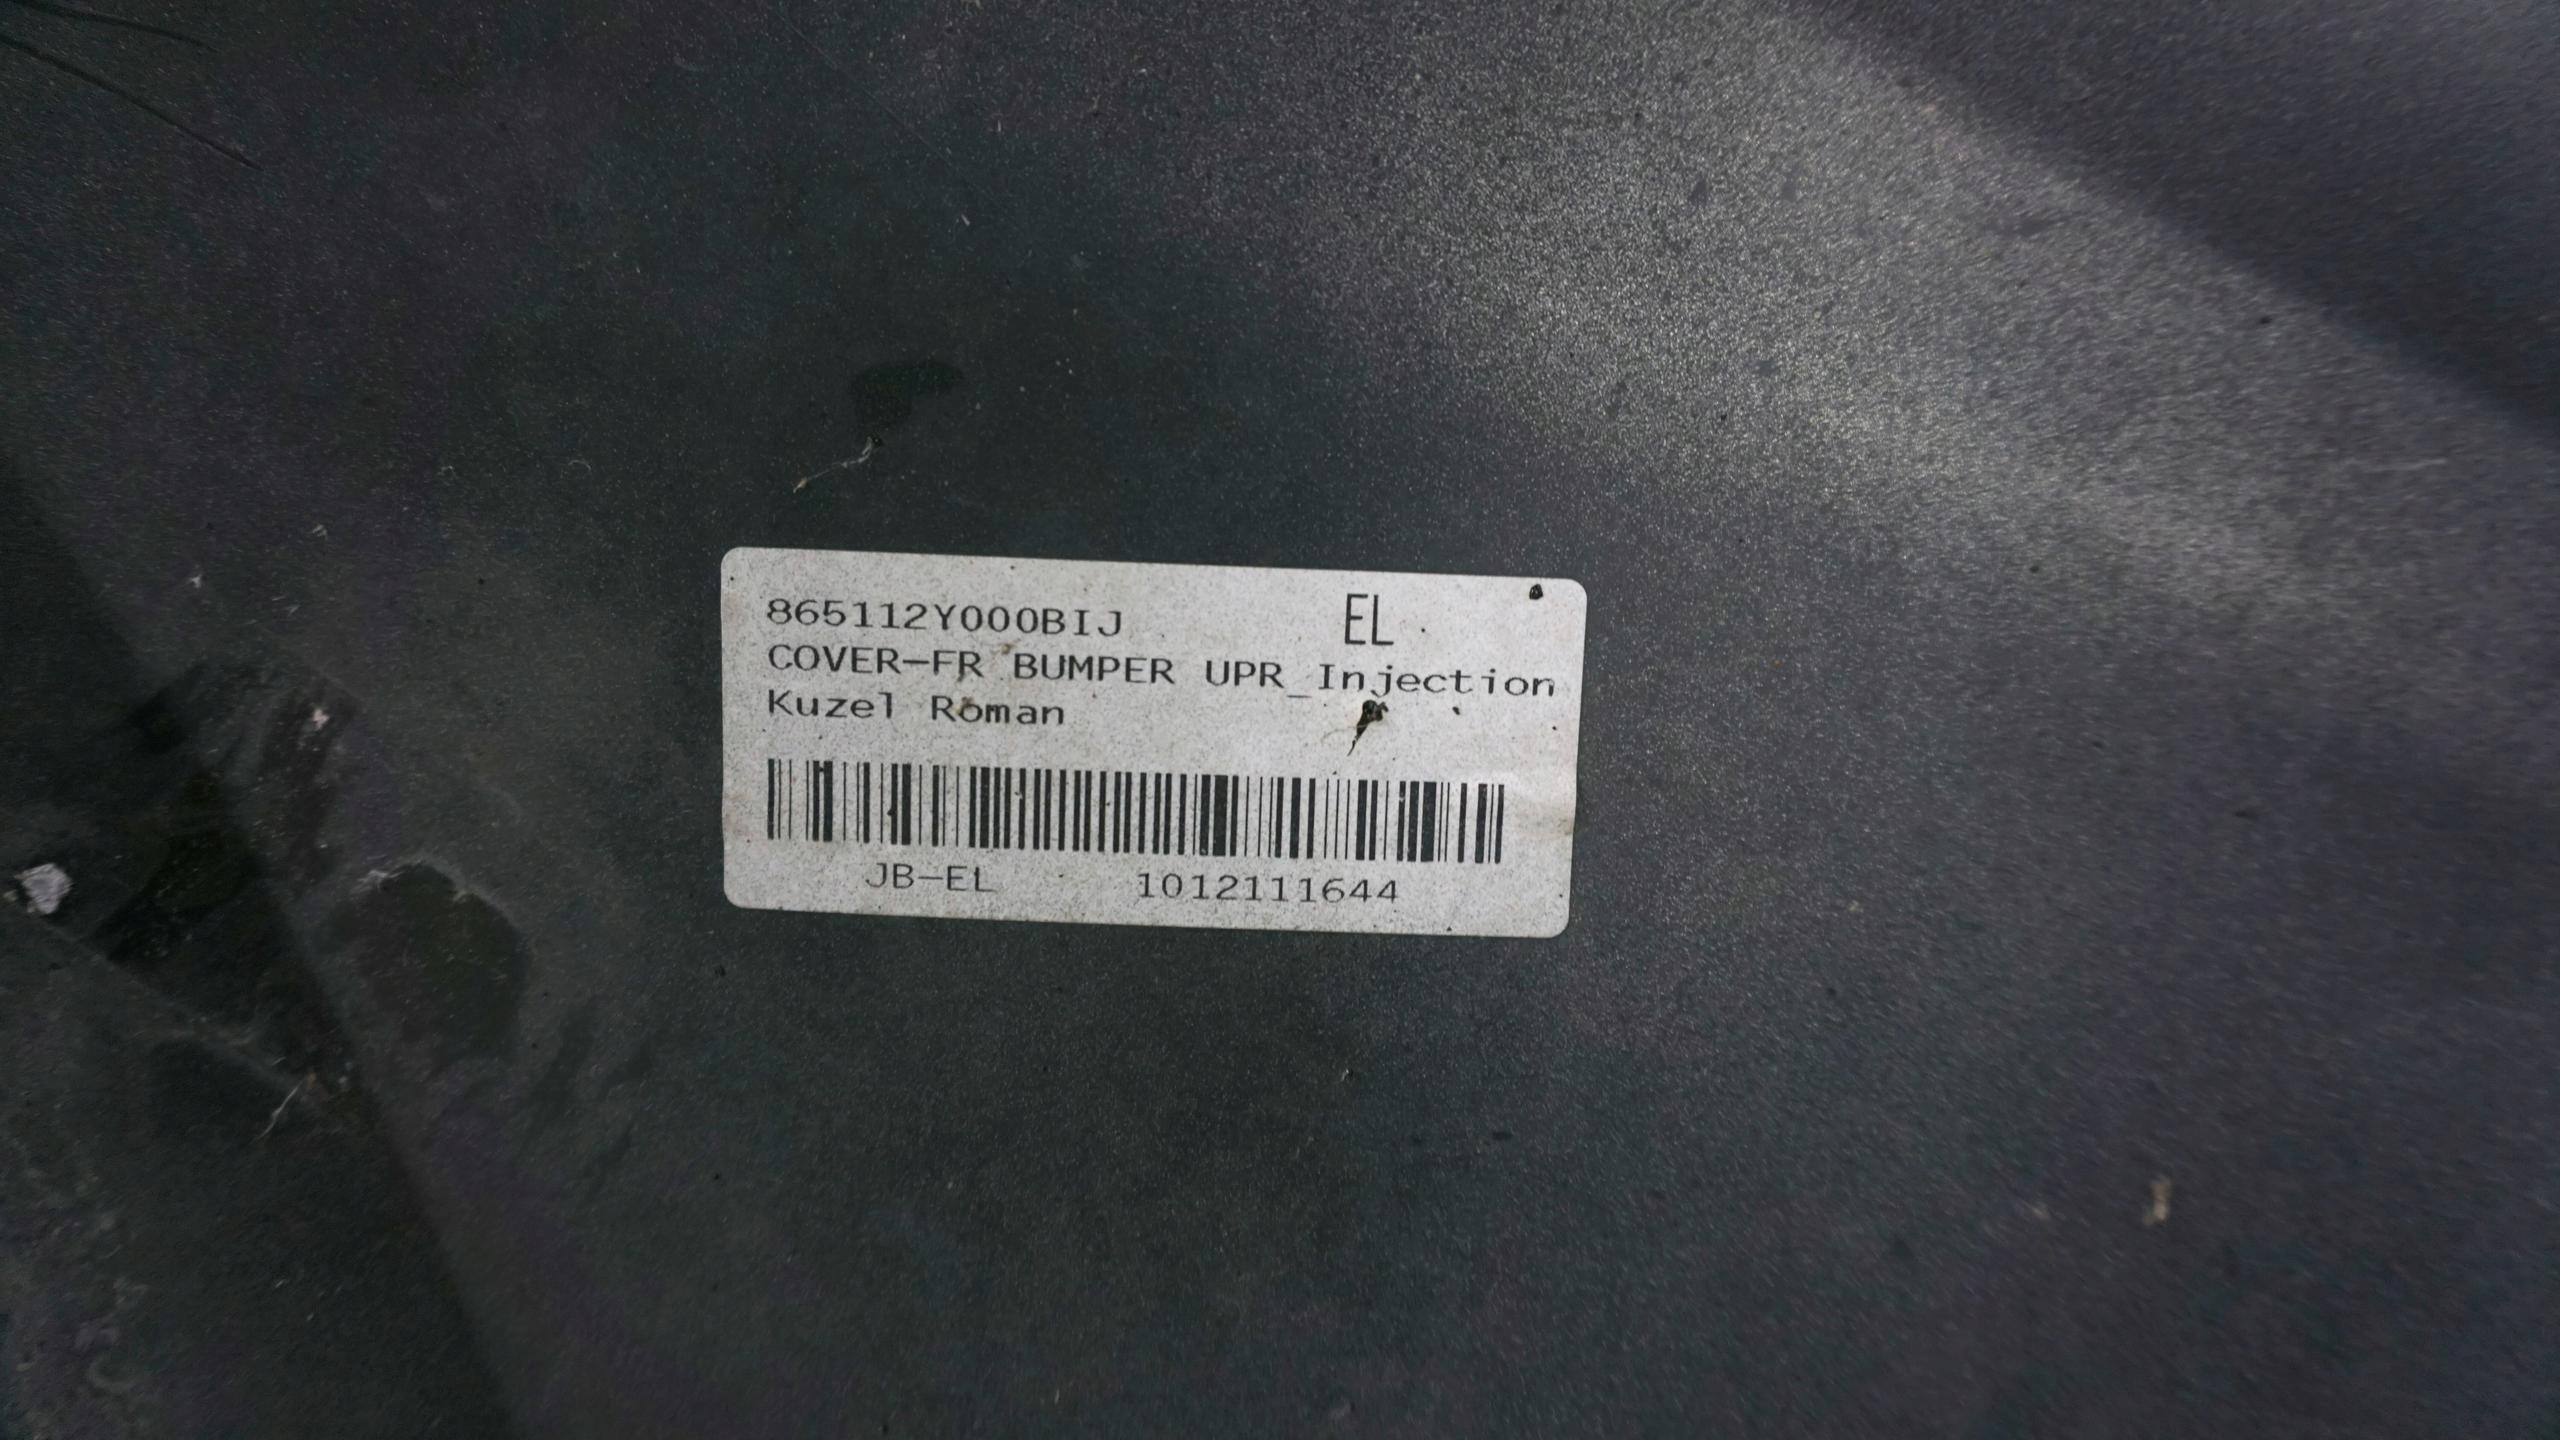 865112Y000BIJ EL
COVER-FR BUMPER UPR_Injection
Kuzel Roman
JB-EL 1012111644